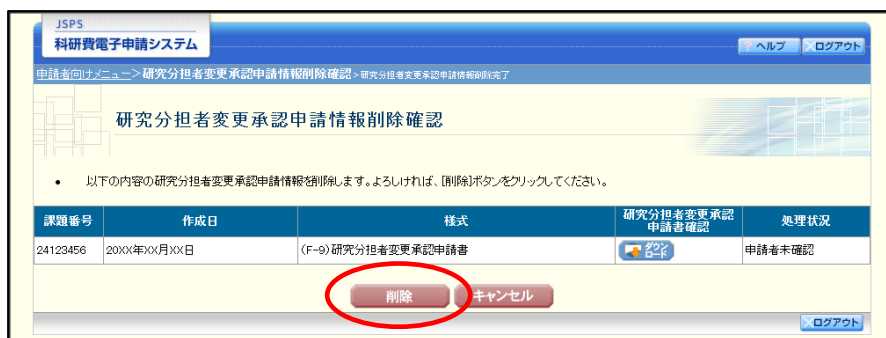 JSPS
科研費電子申請システム
? ヘルプ
×ログアウト
申請者向けメニュー>研究分担者変更承認申請情報削除確認>研究分担者変更承認申請情報削除完了
研究分担者変更承認申請情報削除確認
• 以下の内容の研究分担者変更承認申請情報を削除します。よろしければ、[削除]ボタンをクリックしてください。
課題番号 作成日 様式 研究分担者変更承認 処理状況
申請書確認
24123456 20XX年XX月XX日 (F-9)研究分担者変更承認申請書 ダウン 申請者未確認
ロード
削除 キャンセル
×ログアウト